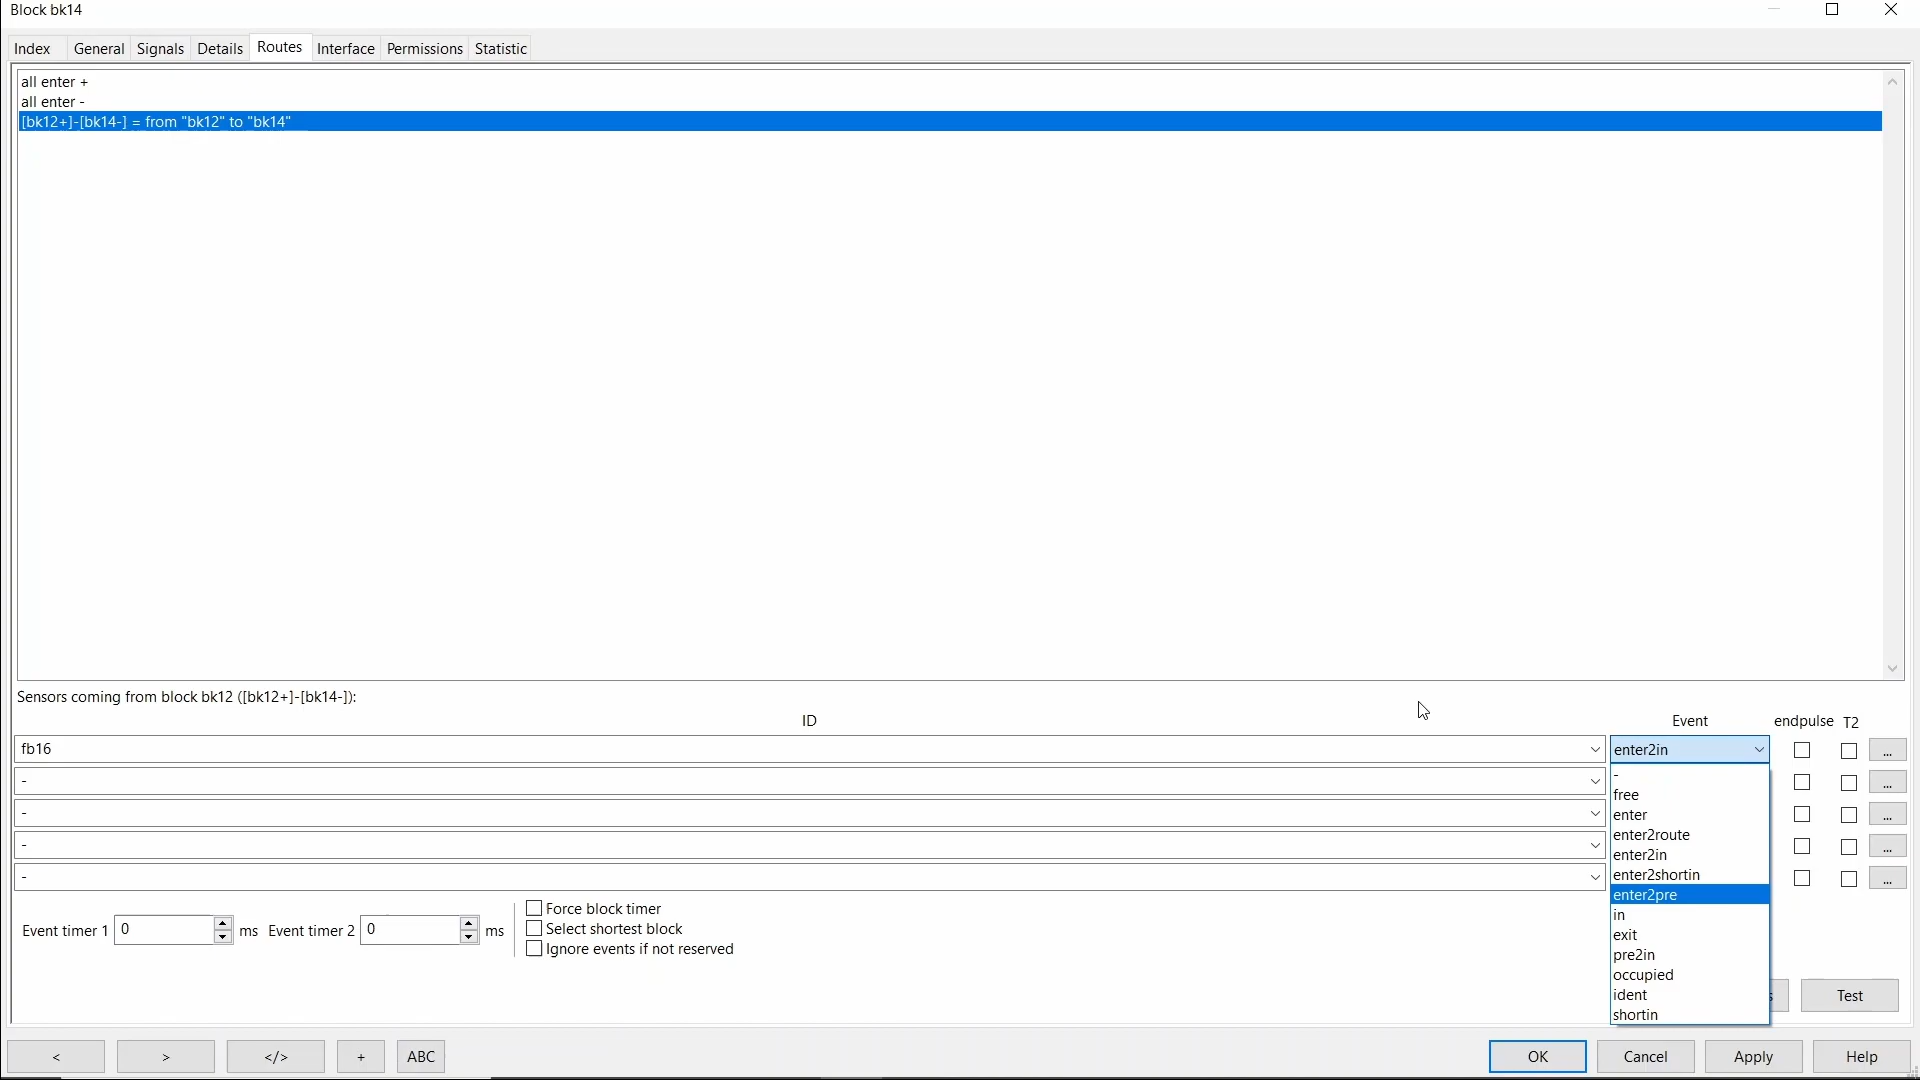 Block bk14
Index General Signals Details Routes Interface Permissions Statistic
all enter +
all enter -
[bk12+]-[bk14-] = from "bk12" to "bk14"
Sensors coming from block bk12 ([bk12+]-[bk14-]):
ID Event endpulse T2
fb16 enter2in ...
- ...
- ...
- ...
- ...
-
free
enter
enter2route
enter2in
enter2shortin
enter2pre
in
exit
pre2in
occupied
ident
shortin
Event timer 1 0 ms Event timer 2 0 ms
Force block timer
Select shortest block
Ignore events if not reserved
Test
< > </> + ABC OK Cancel Apply Help